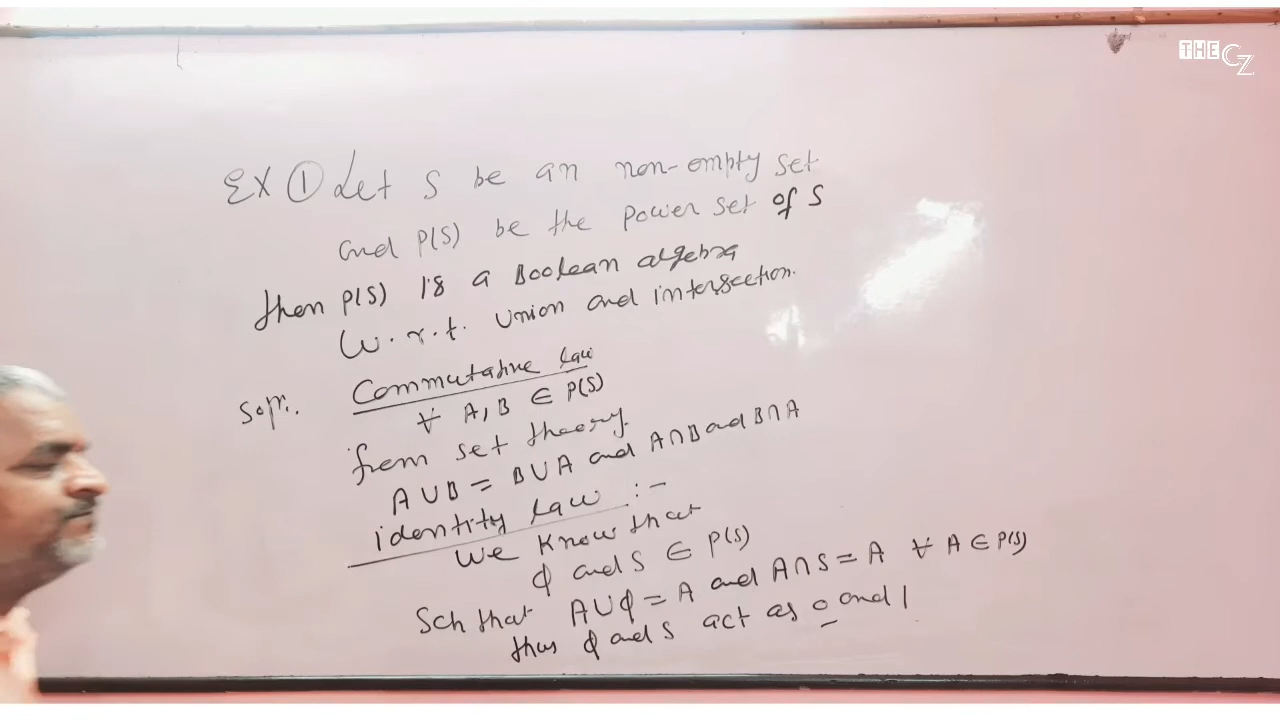 THE CZ
EX ① Let S be an non-empty set
and P(S) be the power set of S
then P(S) is a Boolean algebra
W.r.t. Union and intersection.
Soln. Commutative law
∀ A, B ∈ P(S)
from set theory.
A ∪ B = B ∪ A and A ∩ B and B ∩ A
identity law :-
We Know that
φ and S ∈ P(S)
Sch that A ∪ φ = A and A ∩ S = A ∀ A ∈ P(S)
thus φ and S act as 0 and 1